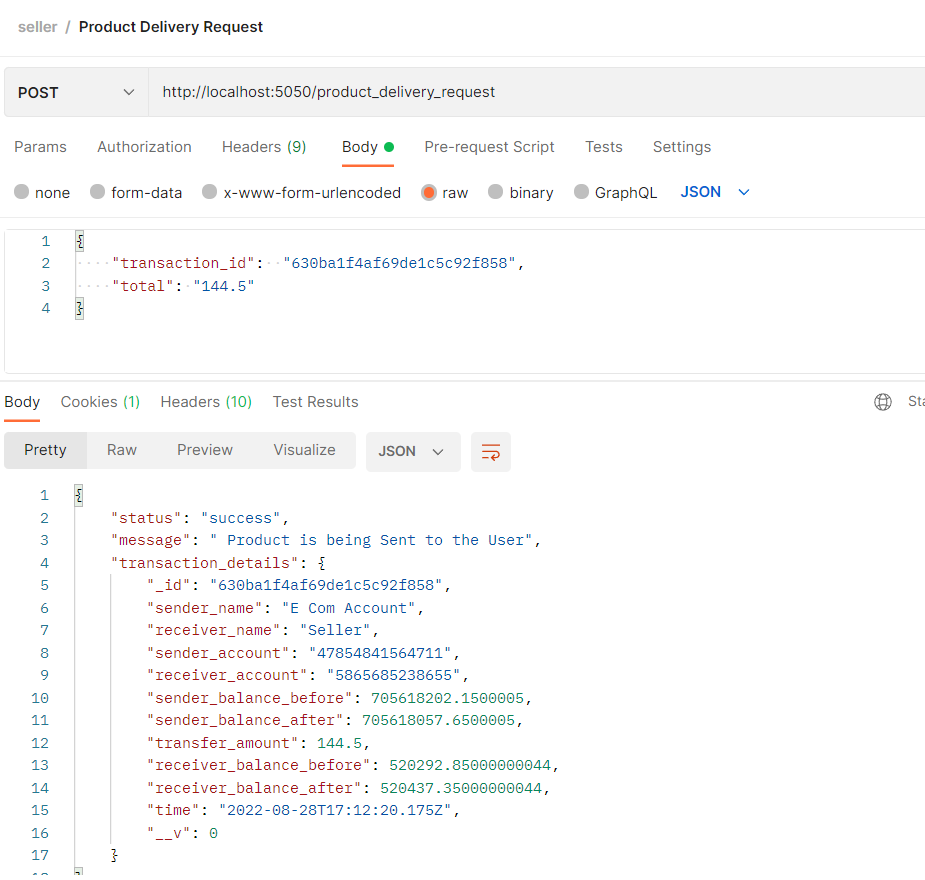 seller / Product Delivery Request
POST http://localhost:5050/product_delivery_request
Params Authorization Headers (9) Body Pre-request Script Tests Settings
none form-data x-www-form-urlencoded raw binary GraphQL JSON
1 {
2 "transaction_id": "630ba1f4af69de1c5c92f858",
3 "total": "144.5"
4 }
Body Cookies (1) Headers (10) Test Results
Pretty Raw Preview Visualize JSON
1 {
2 "status": "success",
3 "message": " Product is being Sent to the User",
4 "transaction_details": {
5 "_id": "630ba1f4af69de1c5c92f858",
6 "sender_name": "E Com Account",
7 "receiver_name": "Seller",
8 "sender_account": "47854841564711",
9 "receiver_account": "5865685238655",
10 "sender_balance_before": 705618202.1500005,
11 "sender_balance_after": 705618057.6500005,
12 "transfer_amount": 144.5,
13 "receiver_balance_before": 520292.85000000044,
14 "receiver_balance_after": 520437.35000000044,
15 "time": "2022-08-28T17:12:20.175Z",
16 "__v": 0
17 }